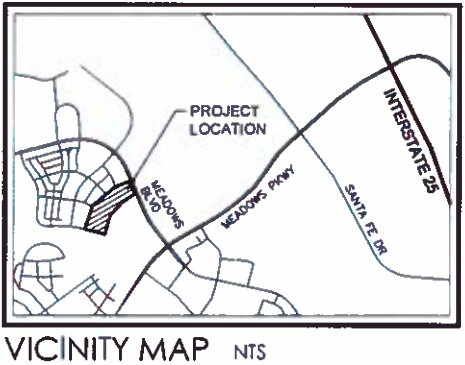 PROJECT
LOCATION
INTERSTATE 25
MEADOWS
BLVD
MEADOWS PKWY
SANTA FE DR
VICINITY MAP NTS